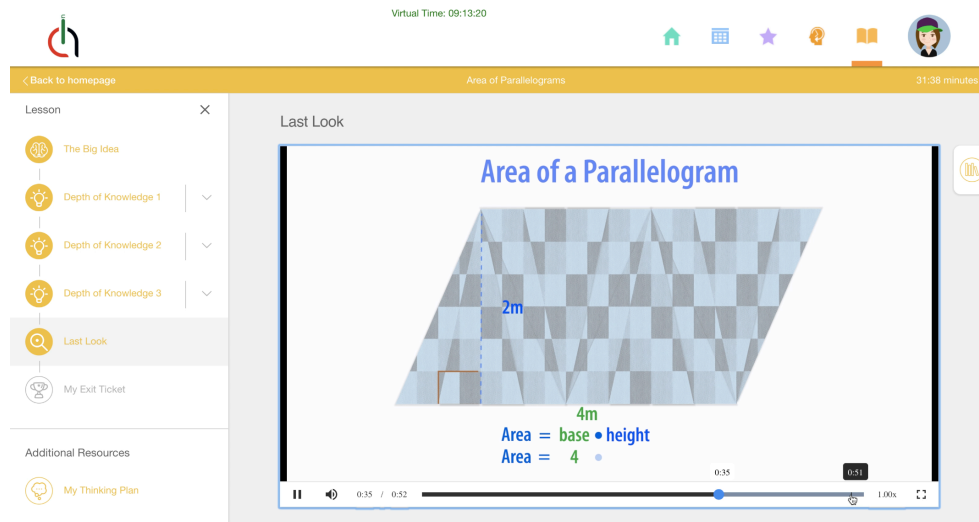 Virtual Time: 09:13:20
Back to homepage
Area of Parallelograms
31:38 minutes
Lesson
Last Look
The Big Idea
Depth of Knowledge 1
Depth of Knowledge 2
Depth of Knowledge 3
Last Look
My Exit Ticket
Additional Resources
My Thinking Plan
Area of a Parallelogram
2m
4m
Area = base • height
Area = 4 •
0:35
0:51
0:35 / 0:52
1.00x